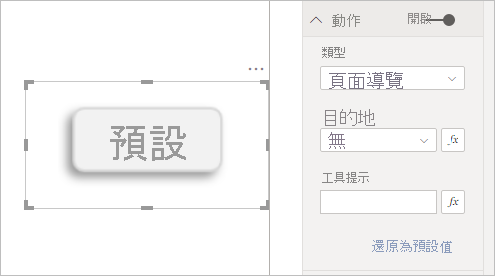 動作 開啟
類型
頁面導覽
目的地
無 fx
工具提示
fx
還原為預設值
預設